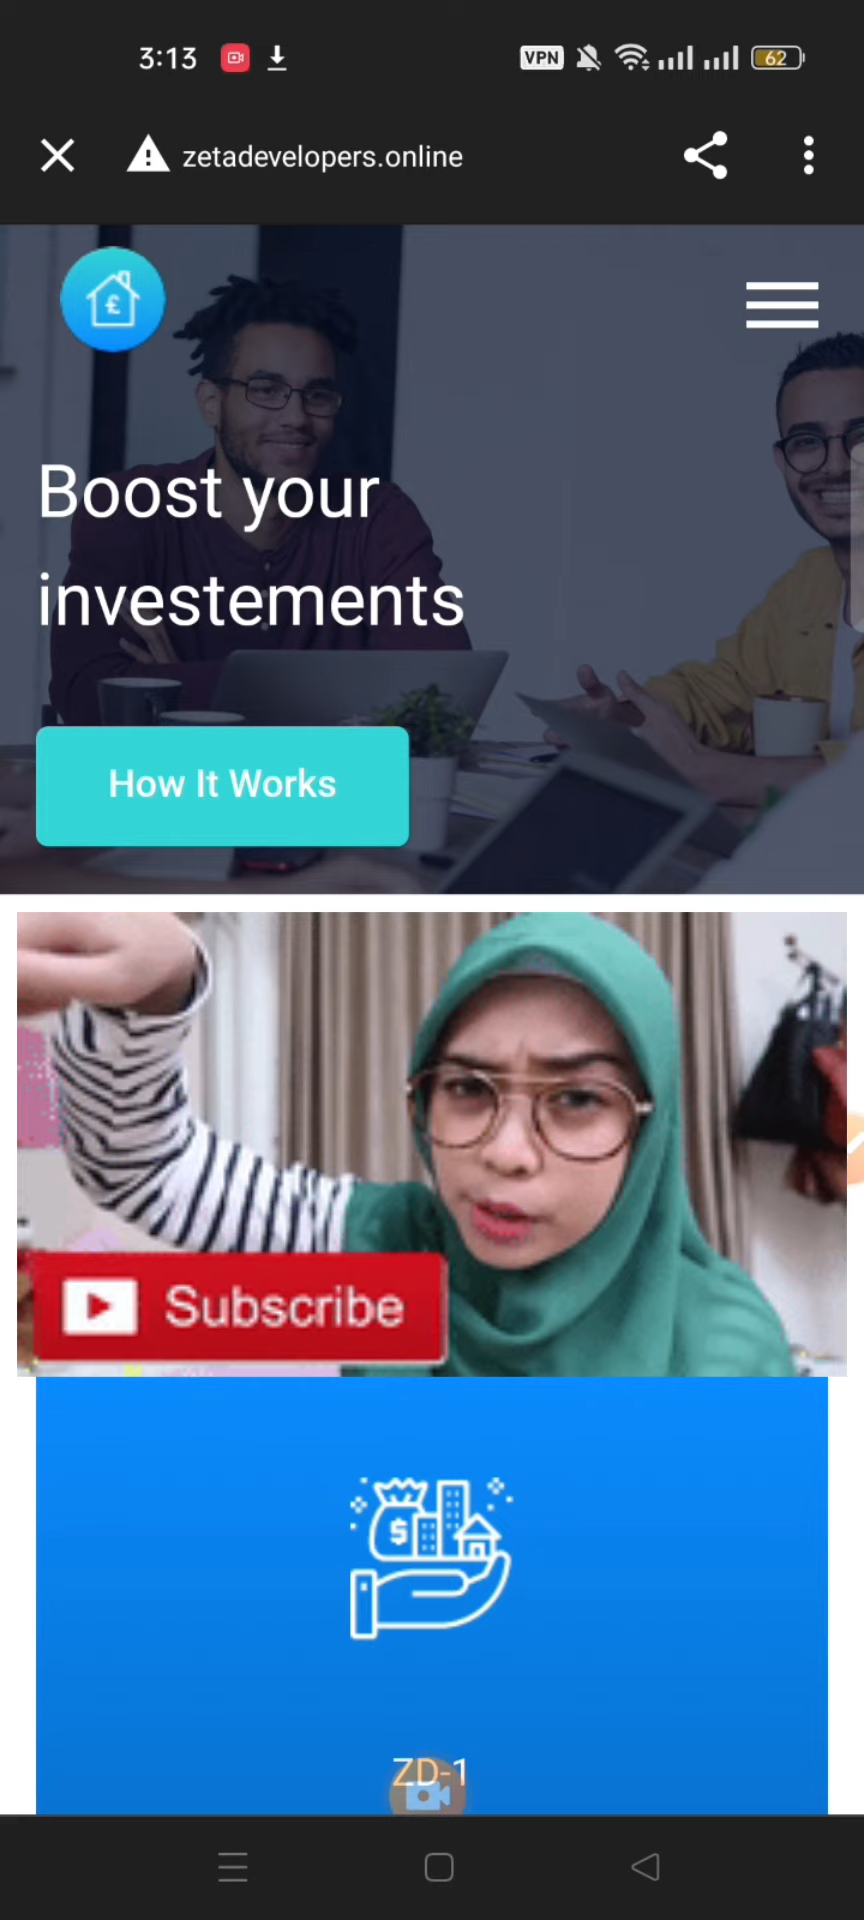 3:13
VPN
62
zetadevelopers.online
£
Boost your
investements
How It Works
Subscribe
$
ZD-1